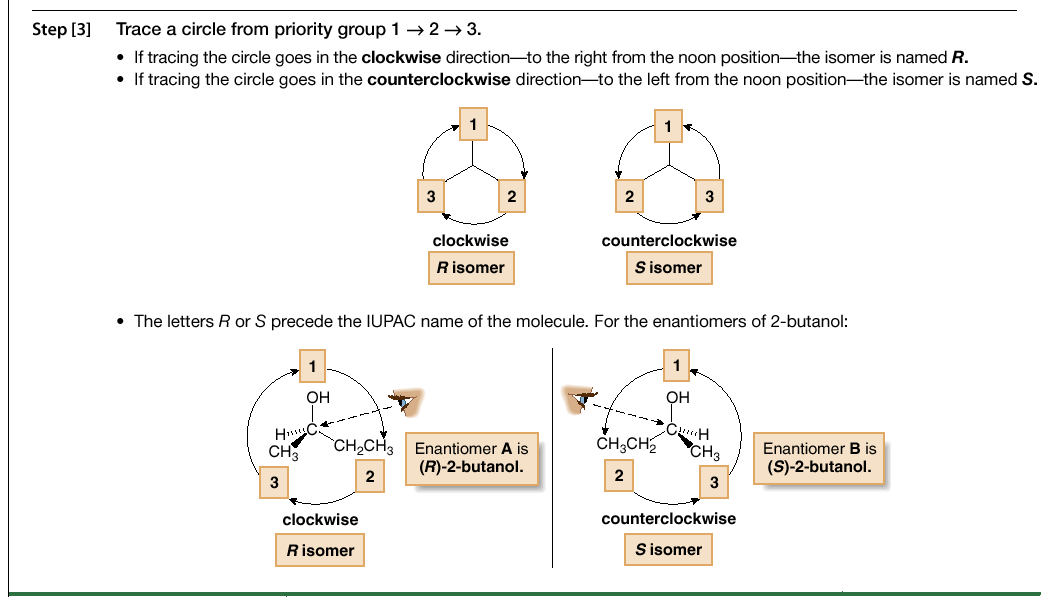 Step [3] Trace a circle from priority group 1 → 2 → 3.
• If tracing the circle goes in the clockwise direction—to the right from the noon position—the isomer is named R.
• If tracing the circle goes in the counterclockwise direction—to the left from the noon position—the isomer is named S.
1 1
3 2 2 3
clockwise counterclockwise
R isomer S isomer
• The letters R or S precede the IUPAC name of the molecule. For the enantiomers of 2-butanol:
1 1
OH OH
H C C H
CH3 CH2CH3 CH3CH2 CH3
Enantiomer A is Enantiomer B is
(R)-2-butanol. (S)-2-butanol.
3 2 2 3
clockwise counterclockwise
R isomer S isomer